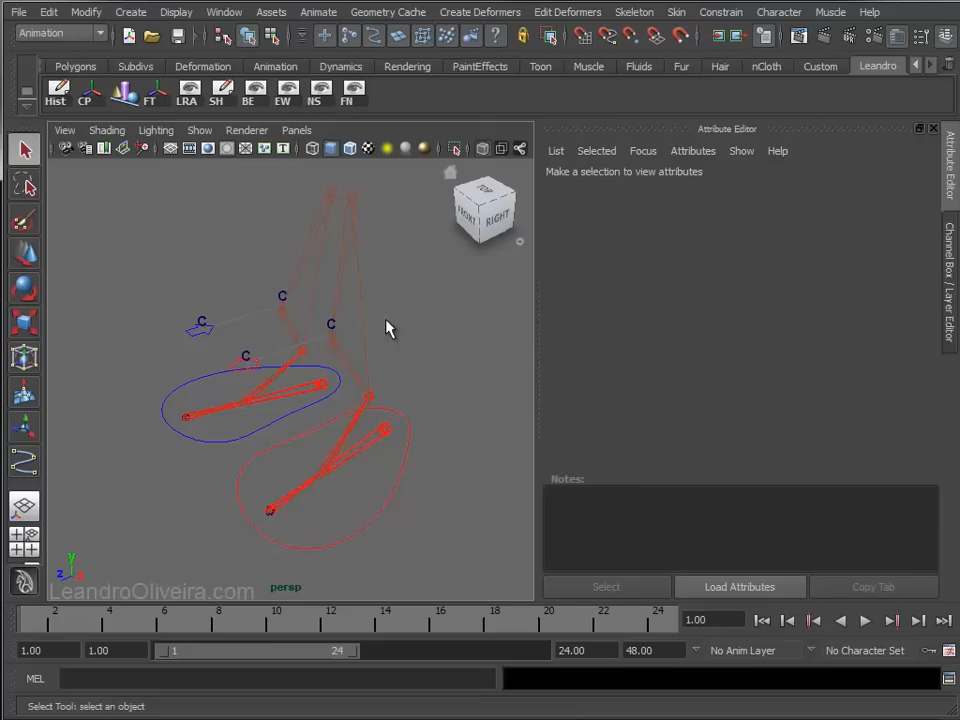 File Edit Modify Create Display Window Assets Animate Geometry Cache Create Deformers Edit Deformers Skeleton Skin Constrain Character Muscle Help
Animation
Polygons Subdivs Deformation Animation Dynamics Rendering PaintEffects Toon Muscle Fluids Fur Hair nCloth Custom Leandro
Hist CP FT LRA SH BE EW NS FN
View Shading Lighting Show Renderer Panels
Attribute Editor
List Selected Focus Attributes Show Help
Make a selection to view attributes
TOP
FRONT RIGHT
C
C
C
C
Attribute Editor
Channel Box / Layer Editor
Notes:
y
z x
LeandroOliveira.com
persp
Select Load Attributes Copy Tab
2 4 6 8 10 12 14 16 18 20 22 24
1.00
1.00 1.00 1 24 24.00 48.00 No Anim Layer No Character Set
MEL
Select Tool: select an object